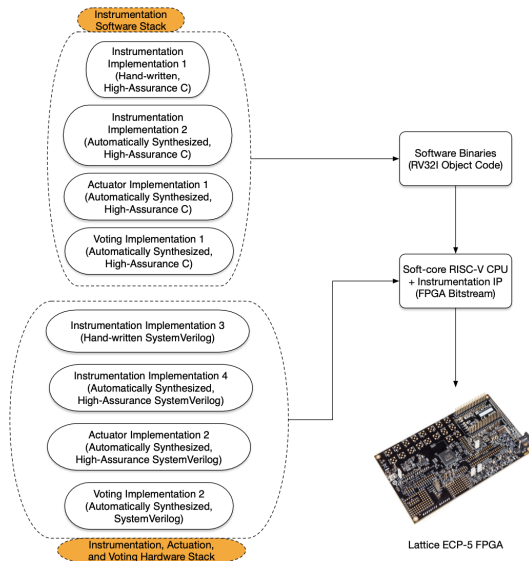 Instrumentation
Software Stack
Instrumentation
Implementation 1
(Hand-written,
High-Assurance C)
Instrumentation
Implementation 2
(Automatically Synthesized,
High-Assurance C)
Actuator Implementation 1
(Automatically Synthesized,
High-Assurance C)
Voting Implementation 1
(Automatically Synthesized,
High-Assurance C)
Software Binaries
(RV32I Object Code)
Soft-core RISC-V CPU
+ Instrumentation IP
(FPGA Bitstream)
Instrumentation Implementation 3
(Hand-written SystemVerilog)
Instrumentation Implementation 4
(Automatically Synthesized,
High-Assurance SystemVerilog)
Actuator Implementation 2
(Automatically Synthesized,
High-Assurance SystemVerilog)
Voting Implementation 2
(Automatically Synthesized,
SystemVerilog)
Instrumentation, Actuation,
and Voting Hardware Stack
Lattice ECP-5 FPGA